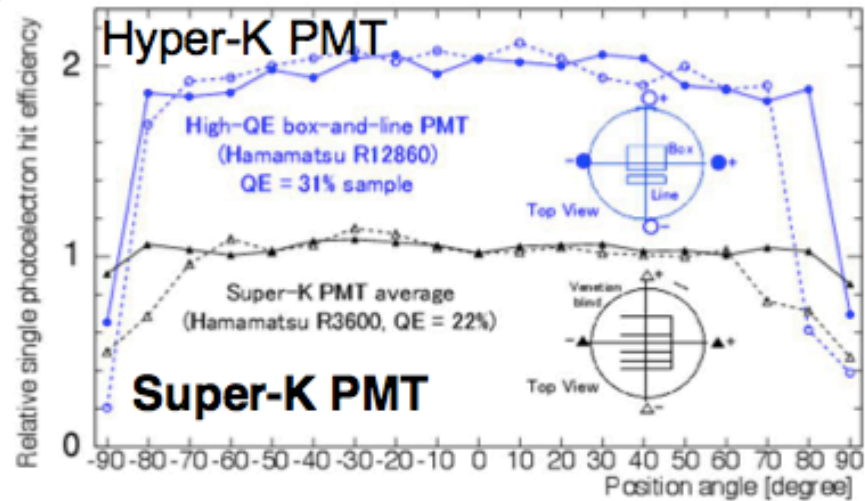 Hyper-K PMT
2
High-QE box-and-line PMT
(Hamamatsu R12860)
QE = 31% sample
+
Box
- +
Line
Top View
-
1
Super-K PMT average
(Hamamatsu R3600, QE = 22%)
Venetian
blind
+
- +
Super-K PMT
Top View
-
0
-90 -80 -70 -60 -50 -40 -30 -20 -10 0 10 20 30 40 50 60 70 80 90
Position angle [degree]
Relative single photoelectron hit efficiency